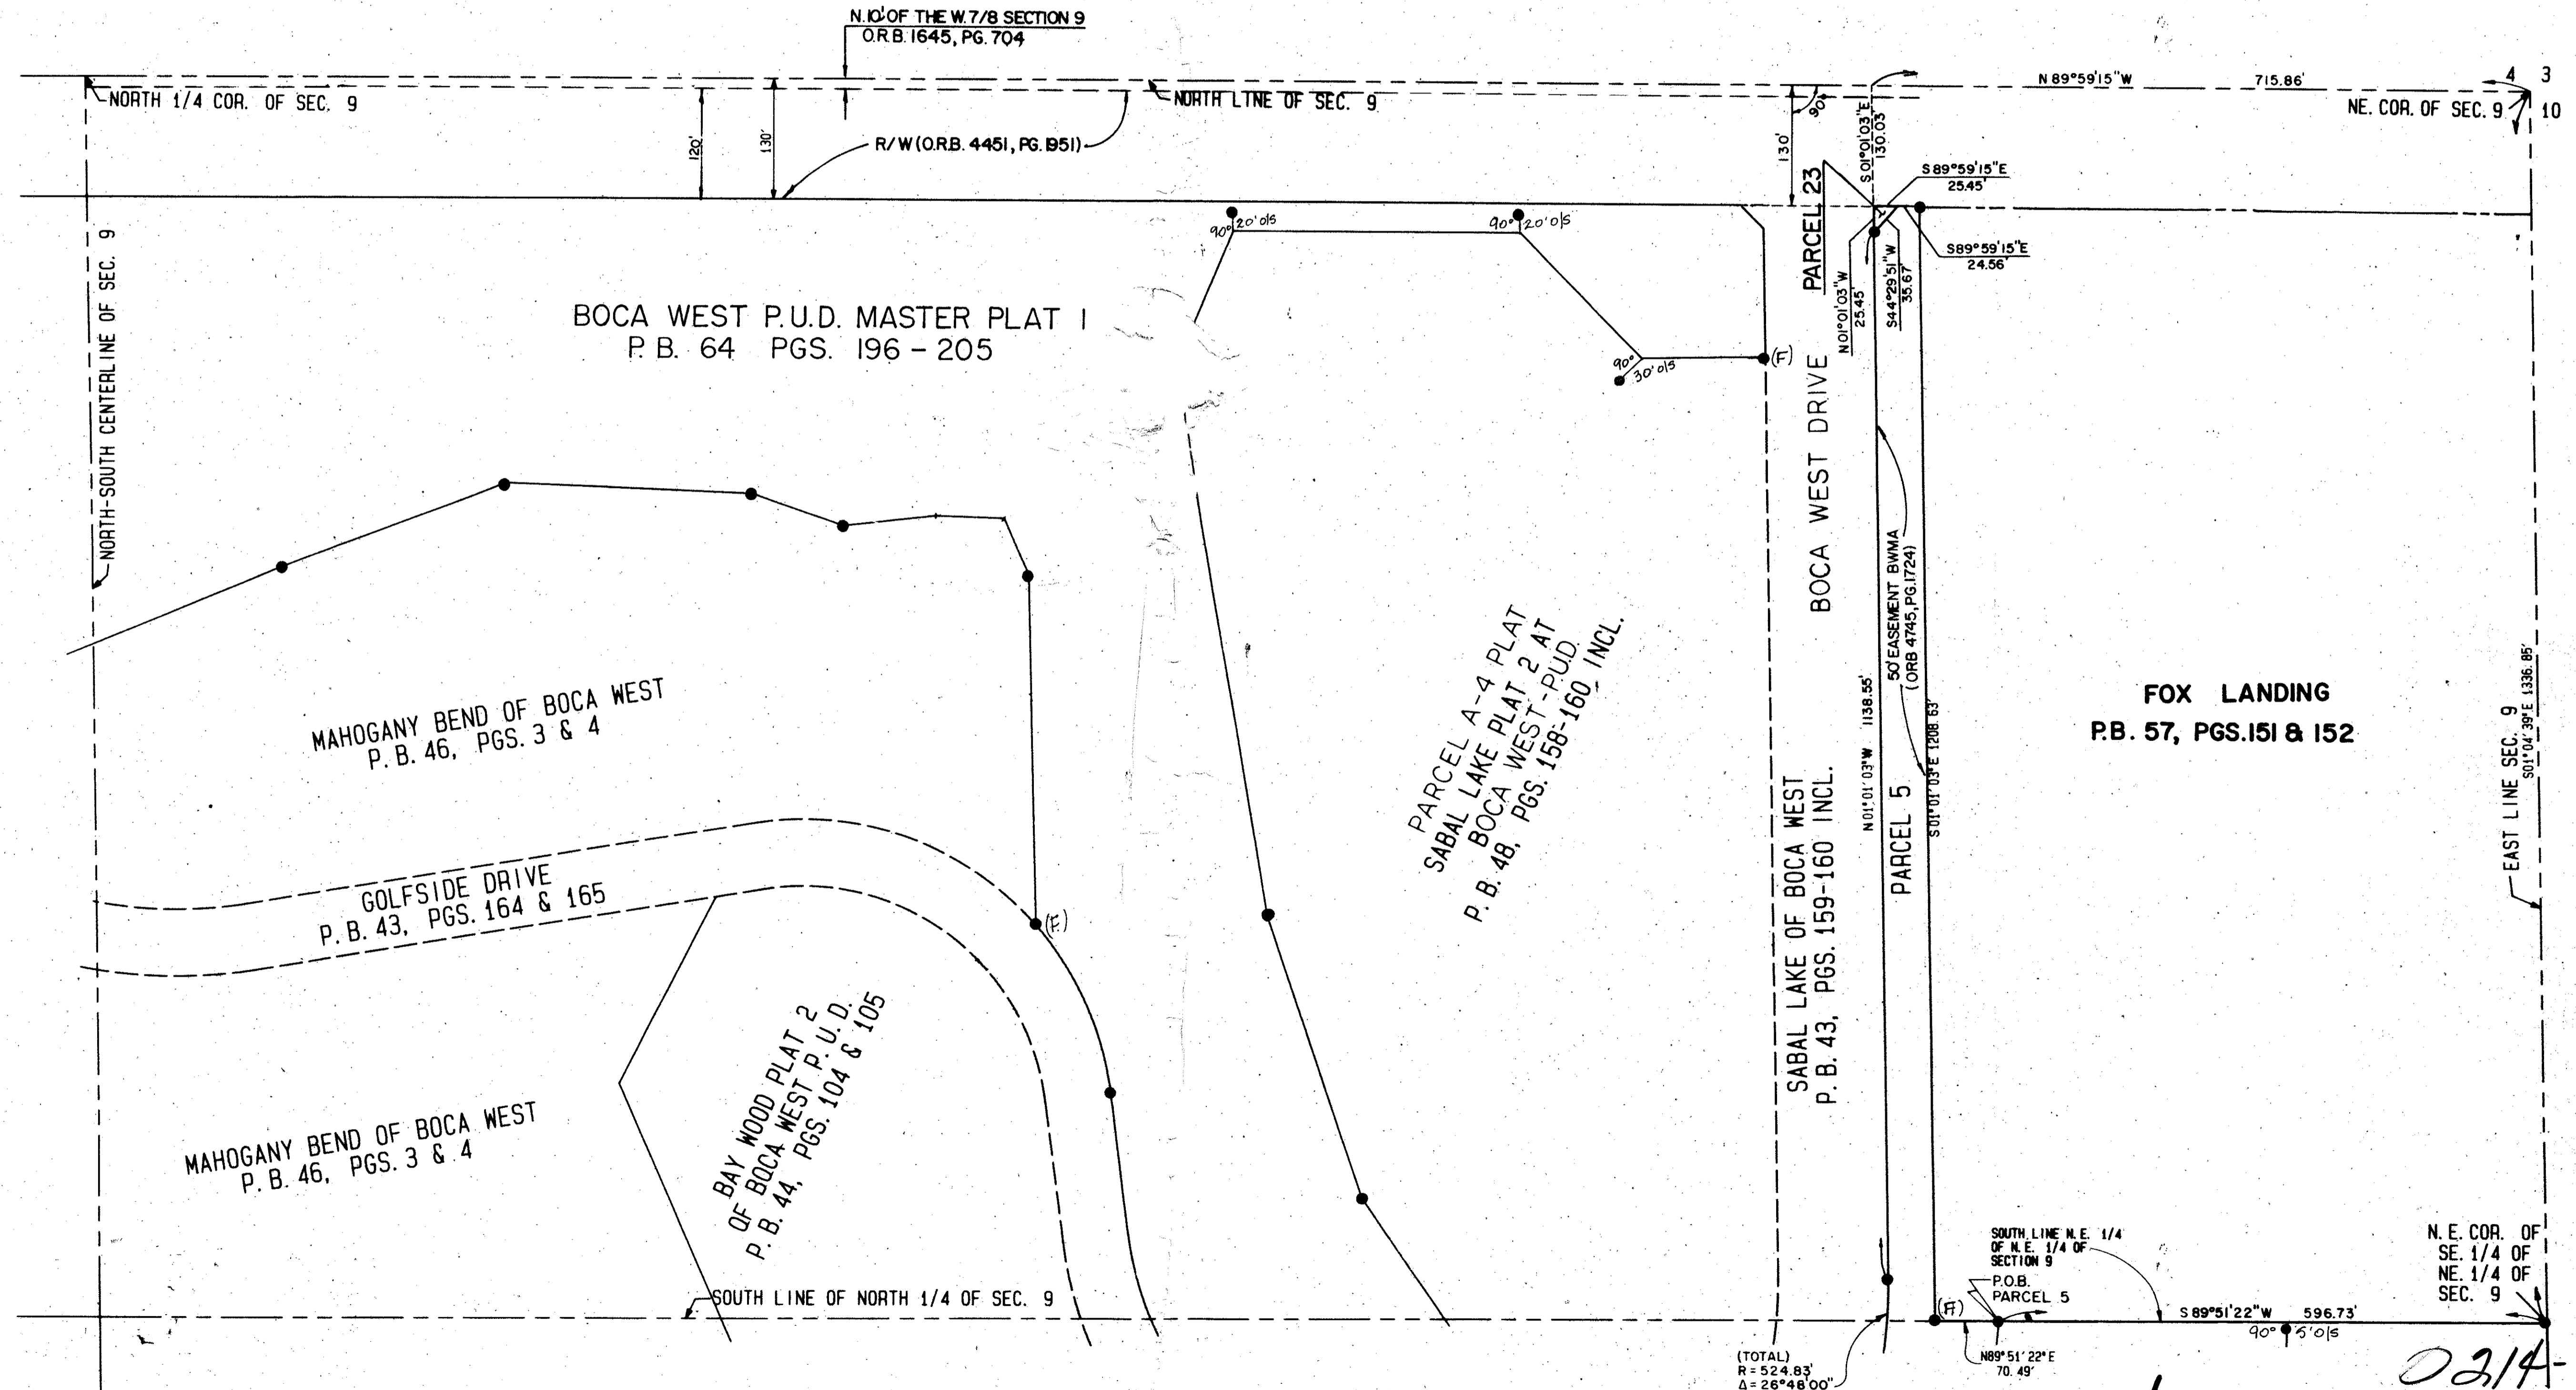 N.10' OF THE W.7/8 SECTION 9
O.R.B. 1645, PG. 704
NORTH 1/4 COR. OF SEC. 9
NORTH LINE OF SEC. 9
R/W (O.R.B. 4451, PG. 1951)
120'
130'
130'
90°
S 01°01'03"E
130.03'
N 89°59'15"W 715.86'
4 3
NE. COR. OF SEC. 9 10
S 89°59'15"E
25.45'
S89°59'15"E
24.56'
PARCEL 23
N01°01'03"W
25.45'
S44°29'51"W
35.67'
90° 20' O/S
90° 20' O/S
90°
30' O/S
(F)
NORTH-SOUTH CENTERLINE OF SEC. 9
BOCA WEST P.U.D. MASTER PLAT 1
P. B. 64 PGS. 196 - 205
BOCA WEST DRIVE
50' EASEMENT BWMA
(ORB 4745, PG.1724)
N 01°01'03"W 1138.55'
S 01°01'03"E 1208.63'
PARCEL 5
FOX LANDING
P.B. 57, PGS.151 & 152
EAST LINE SEC. 9
S01°04'39"E 1336.85'
MAHOGANY BEND OF BOCA WEST
P. B. 46, PGS. 3 & 4
PARCEL A-4 PLAT
SABAL LAKE PLAT 2 AT
BOCA WEST-P.U.D.
P. B. 48, PGS. 158-160, INCL.
SABAL LAKE OF BOCA WEST
P. B. 43, PGS. 159-160 INCL.
GOLFSIDE DRIVE
P. B. 43, PGS. 164 & 165
(F.)
BAY WOOD PLAT 2
OF BOCA WEST P. U. D.
P. B. 44, PGS. 104 & 105
MAHOGANY BEND OF BOCA WEST
P. B. 46, PGS. 3 & 4
SOUTH LINE OF NORTH 1/4 OF SEC. 9
SOUTH LINE N. E. 1/4
OF N. E. 1/4 OF
SECTION 9
P.O.B.
PARCEL 5
N. E. COR. OF
SE. 1/4 OF
NE. 1/4 OF
SEC. 9
(F)
S 89°51'22"W 596.73'
90° 5' O/S
N89°51'22"E
70.49'
(TOTAL)
R = 524.83'
Δ = 26°48'00"
0214-